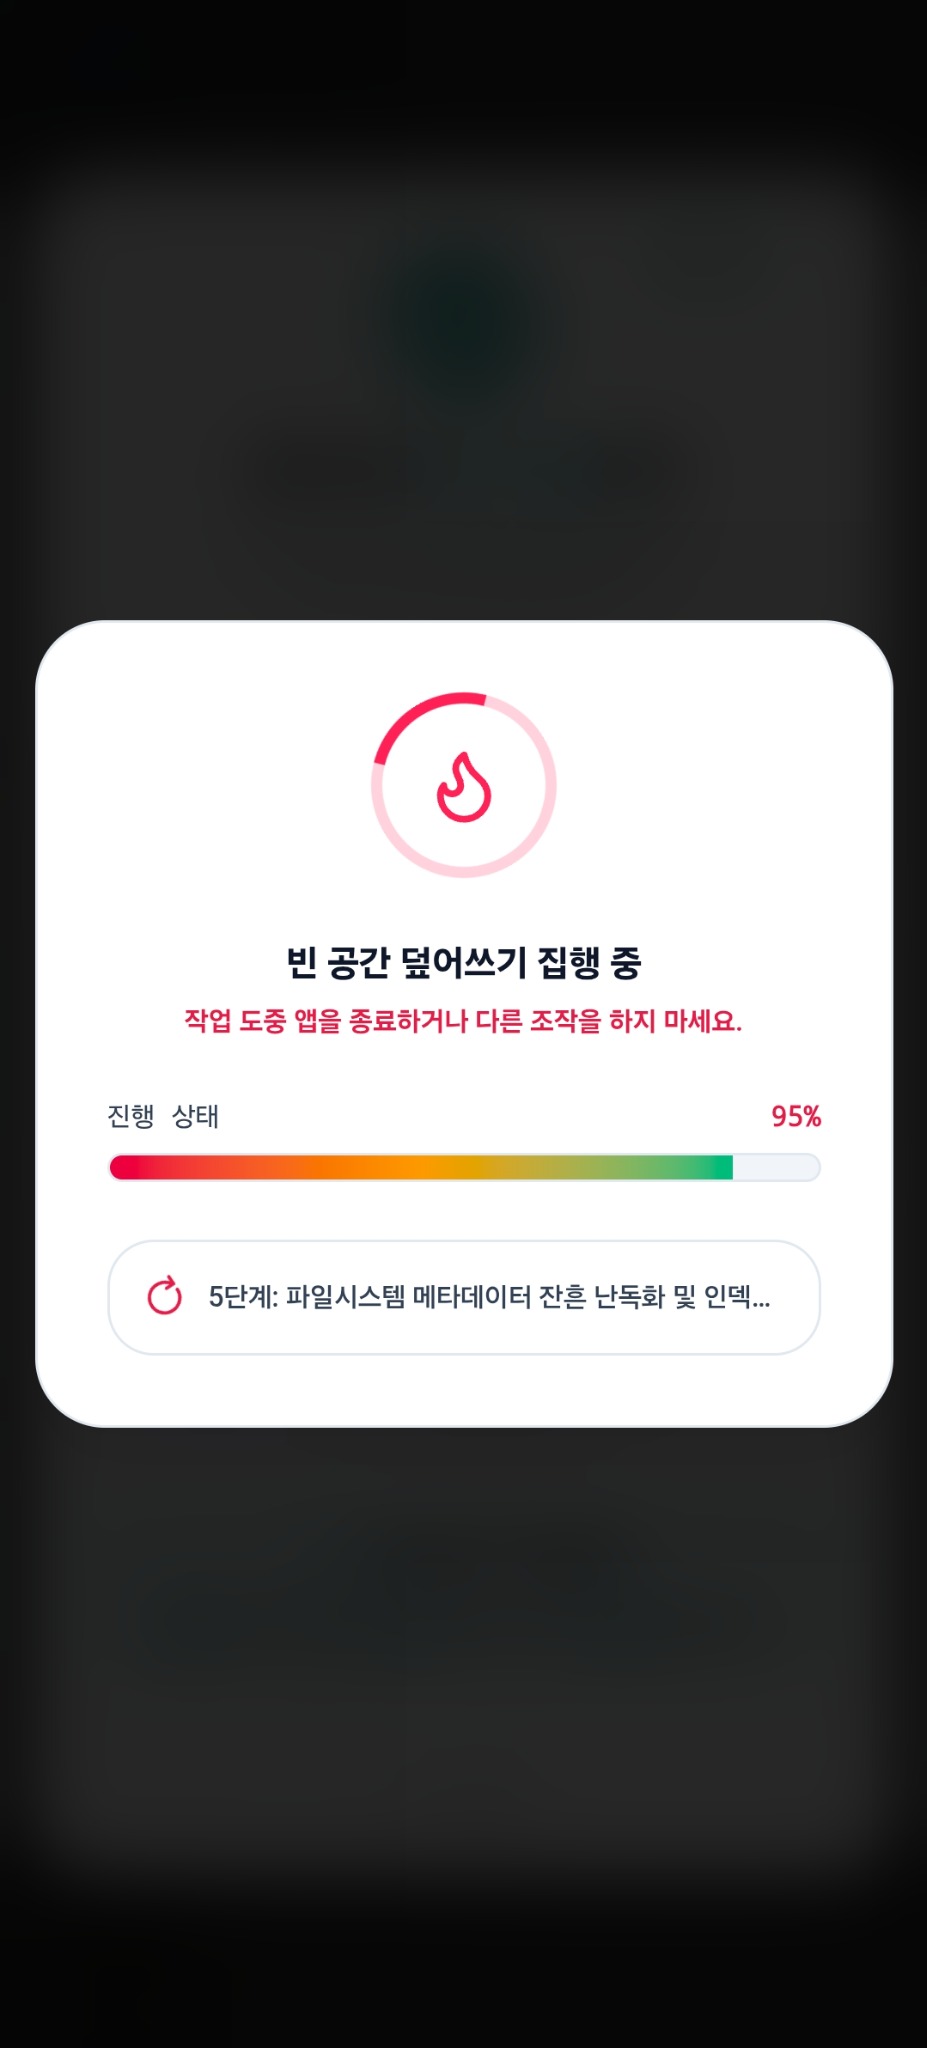 빈 공간 덮어쓰기 집행 중
작업 도중 앱을 종료하거나 다른 조작을 하지 마세요.
진행 상태 95%
5단계: 파일시스템 메타데이터 잔흔 난독화 및 인덱...